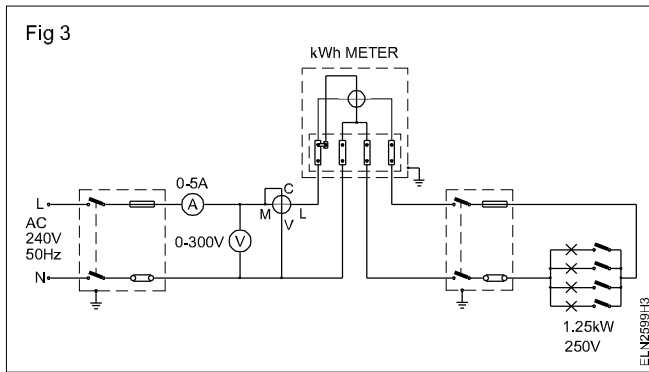 Fig 3
kWh METER
0-5A
A
C
M
L
V
L
AC
240V
50Hz
0-300V
V
N
1.25kW
250V
ELN2599H3